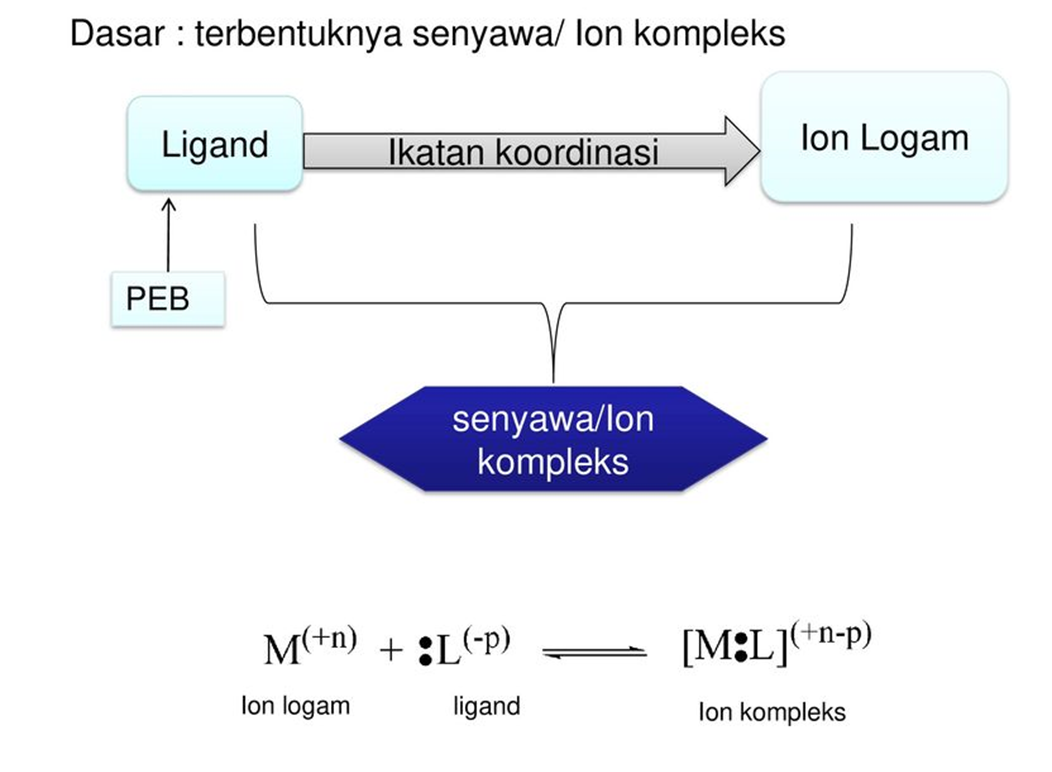 Dasar : terbentuknya senyawa/ Ion kompleks
Ligand
Ikatan koordinasi
Ion Logam
PEB
senyawa/Ion
kompleks
M(+n) + :L(-p) ⇌ [M:L](+n-p)
Ion logam ligand Ion kompleks